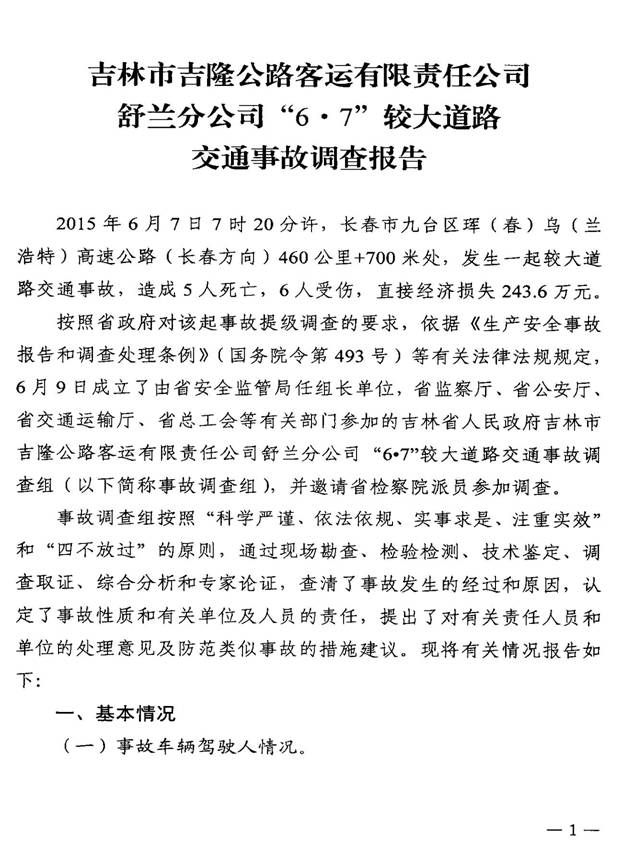 吉林市吉隆公路客运有限责任公司
舒兰分公司“6·7”较大道路
交通事故调查报告
2015年6月7日7时20分许，长春市九台区珲（春）乌（兰
浩特）高速公路（长春方向）460公里+700米处，发生一起较大道
路交通事故，造成5人死亡，6人受伤，直接经济损失243.6万元。
按照省政府对该起事故提级调查的要求，依据《生产安全事故
报告和调查处理条例》（国务院令第493号）等有关法律法规规定，
6月9日成立了由省安全监管局任组长单位，省监察厅、省公安厅、
省交通运输厅、省总工会等有关部门参加的吉林省人民政府吉林市
吉隆公路客运有限责任公司舒兰分公司“6•7”较大道路交通事故调
查组（以下简称事故调查组），并邀请省检察院派员参加调查。
事故调查组按照“科学严谨、依法依规、实事求是、注重实效”
和“四不放过”的原则，通过现场勘查、检验检测、技术鉴定、调
查取证、综合分析和专家论证，查清了事故发生的经过和原因，认
定了事故性质和有关单位及人员的责任，提出了对有关责任人员和
单位的处理意见及防范类似事故的措施建议。现将有关情况报告如
下：
一、基本情况
（一）事故车辆驾驶人情况。
— 1 —